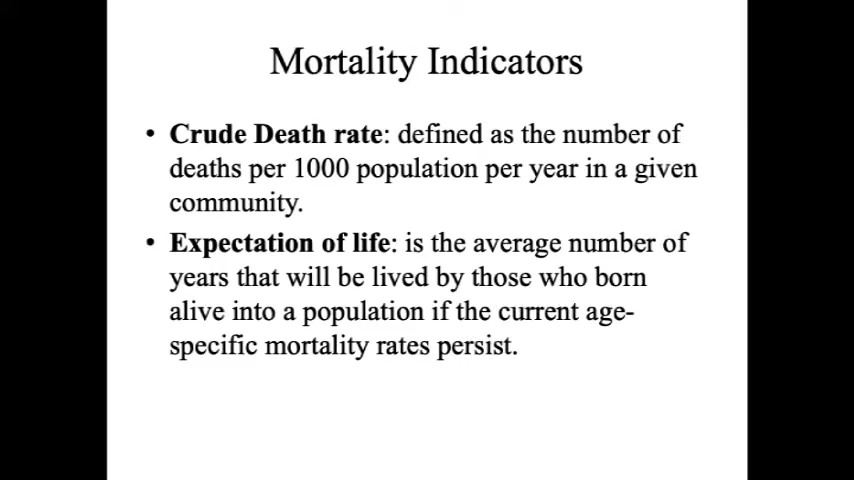 Mortality Indicators
• Crude Death rate: defined as the number of
deaths per 1000 population per year in a given
community.
• Expectation of life: is the average number of
years that will be lived by those who born
alive into a population if the current age-
specific mortality rates persist.